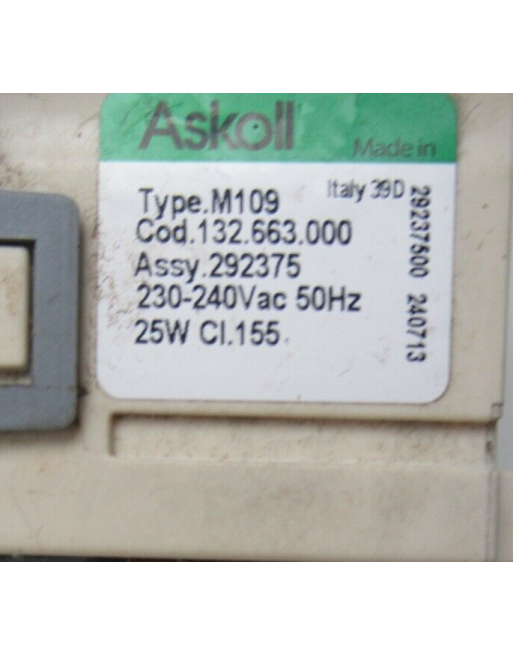 Askoll
Made in
Italy 39D
Type.M109
Cod.132.663.000
Assy.292375
230-240Vac 50Hz
25W Cl.155
29237500 240713